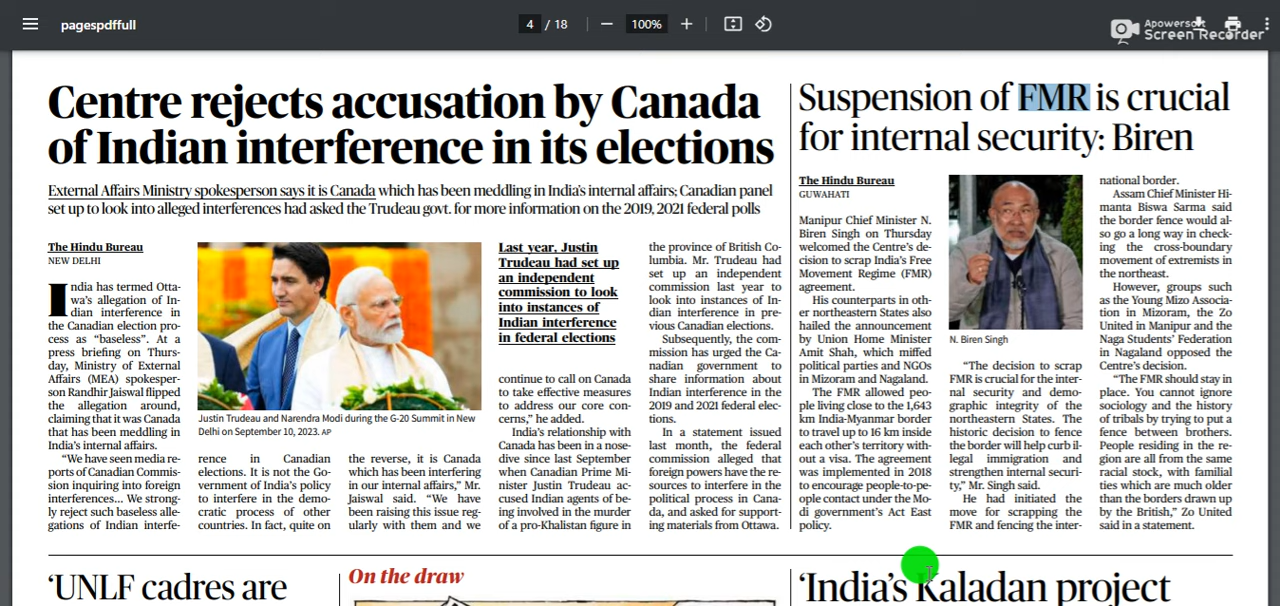 pagespdffull
4 / 18
100%
Apowersoft
Screen Recorder
Centre rejects accusation by Canada
of Indian interference in its elections
External Affairs Ministry spokesperson says it is Canada which has been meddling in India's internal affairs; Canadian panel
set up to look into alleged interferences had asked the Trudeau govt. for more information on the 2019, 2021 federal polls
The Hindu Bureau
NEW DELHI
India has termed Otta-
wa's allegation of In-
dian interference in
the Canadian election pro-
cess as “baseless”. At a
press briefing on Thurs-
day, Ministry of External
Affairs (MEA) spokesper-
son Randhir Jaiswal flipped
the allegation around,
claiming that it was Canada
that has been meddling in
India's internal affairs.
“We have seen media re-
ports of Canadian Commis-
sion inquiring into foreign
interferences... We strong-
ly reject such baseless alle-
gations of Indian interfe-
Justin Trudeau and Narendra Modi during the G-20 Summit in New
Delhi on September 10, 2023. AP
rence in Canadian
elections. It is not the Go-
vernment of India's policy
to interfere in the demo-
cratic process of other
countries. In fact, quite on
the reverse, it is Canada
which has been interfering
in our internal affairs,” Mr.
Jaiswal said. “We have
been raising this issue reg-
ularly with them and we
Last year, Justin
Trudeau had set up
an independent
commission to look
into instances of
Indian interference
in federal elections
continue to call on Canada
to take effective measures
to address our core con-
cerns,” he added.
India's relationship with
Canada has been in a nose-
dive since last September
when Canadian Prime Mi-
nister Justin Trudeau ac-
cused Indian agents of be-
ing involved in the murder
of a pro-Khalistan figure in
the province of British Co-
lumbia. Mr. Trudeau had
set up an independent
commission last year to
look into instances of In-
dian interference in pre-
vious Canadian elections.
Subsequently, the com-
mission has urged the Ca-
nadian government to
share information about
Indian interference in the
2019 and 2021 federal elec-
tions.
In a statement issued
last month, the federal
commission alleged that
foreign powers have the re-
sources to interfere in the
political process in Cana-
da, and asked for support-
ing materials from Ottawa.
Suspension of FMR is crucial
for internal security: Biren
The Hindu Bureau
GUWAHATI
Manipur Chief Minister N.
Biren Singh on Thursday
welcomed the Centre's de-
cision to scrap India's Free
Movement Regime (FMR)
agreement.
His counterparts in oth-
er northeastern States also
hailed the announcement
by Union Home Minister
Amit Shah, which miffed
political parties and NGOs
in Mizoram and Nagaland.
The FMR allowed peo-
ple living close to the 1,643
km India-Myanmar border
to travel up to 16 km inside
each other's territory with-
out a visa. The agreement
was implemented in 2018
to encourage people-to-peo-
ple contact under the Mo-
di government's Act East
policy.
N. Biren Singh
“The decision to scrap
FMR is crucial for the inter-
nal security and demo-
graphic integrity of the
northeastern States. The
historic decision to fence
the border will help curb il-
legal immigration and
strengthen internal securi-
ty,” Mr. Singh said.
He had initiated the
move for scrapping the
FMR and fencing the inter-
national border.
Assam Chief Minister Hi-
manta Biswa Sarma said
the border fence would al-
so go a long way in check-
ing the cross-boundary
movement of extremists in
the northeast.
However, groups such
as the Young Mizo Associa-
tion in Mizoram, the Zo
United in Manipur and the
Naga Students' Federation
in Nagaland opposed the
Centre's decision.
“The FMR should stay in
place. You cannot ignore
sociology and the history
of tribals by trying to put a
fence between brothers.
People residing in the re-
gion are all from the same
racial stock, with familial
ties which are much older
than the borders drawn up
by the British,” Zo United
said in a statement.
‘UNLF cadres are
On the draw
‘India's Kaladan project